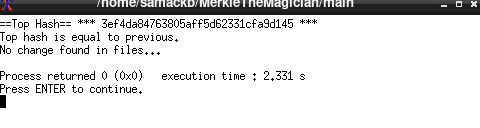 /home/samackb/MerkleTheMagician/main
==Top Hash== *** 3ef4da84763805aff5d62331cfa9d145 ***
Top hash is equal to previous.
No change found in files...
Process returned 0 (0x0)   execution time : 2.331 s
Press ENTER to continue.